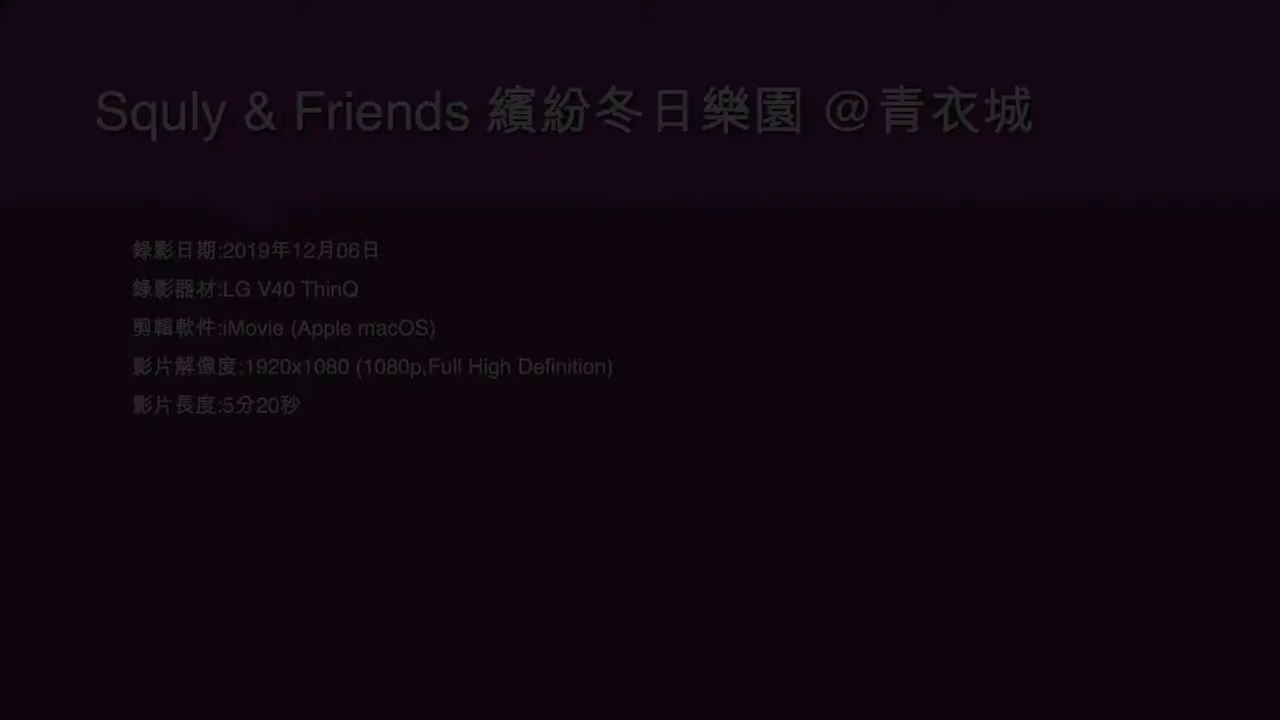 Squly & Friends 繽紛冬日樂園 @青衣城
錄影日期:2019年12月06日
錄影器材:LG V40 ThinQ
剪輯軟件:iMovie (Apple macOS)
影片解像度:1920x1080 (1080p,Full High Definition)
影片長度:5分20秒